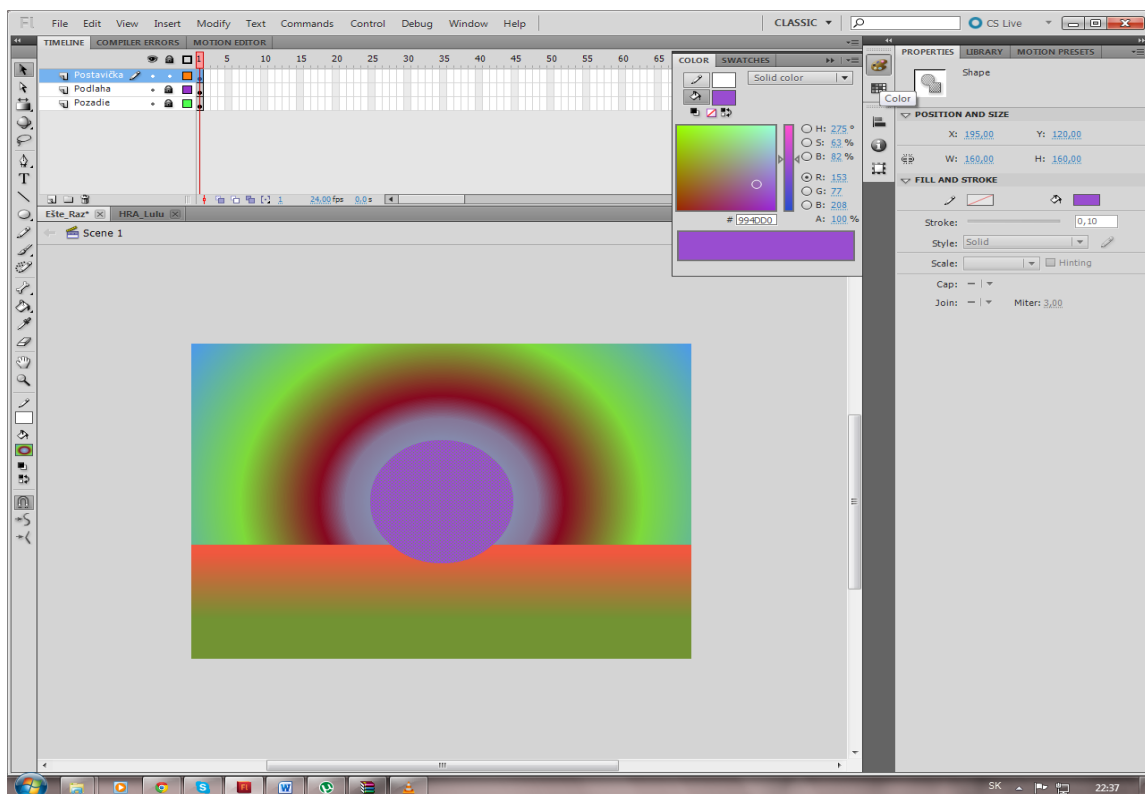 Fl File Edit View Insert Modify Text Commands Control Debug Window Help CLASSIC CS Live
TIMELINE COMPILER ERRORS MOTION EDITOR
1 5 10 15 20 25 30 35 40 45 50 55 60 65
Postavička
Podlaha
Pozadie
1 24,00 fps 0,0 s
Ešte_Raz* HRA_Lulu
Scene 1
COLOR SWATCHES
Solid color
H: 275 °
S: 63 %
B: 82 %
R: 153
G: 77
B: 208
# 994DD0 A: 100 %
Color
PROPERTIES LIBRARY MOTION PRESETS
Shape
POSITION AND SIZE
X: 195,00 Y: 120,00
W: 160,00 H: 160,00
FILL AND STROKE
Stroke: 0,10
Style: Solid
Scale: Hinting
Cap:
Join: Miter: 3,00
T
S Fl W
SK 22:37